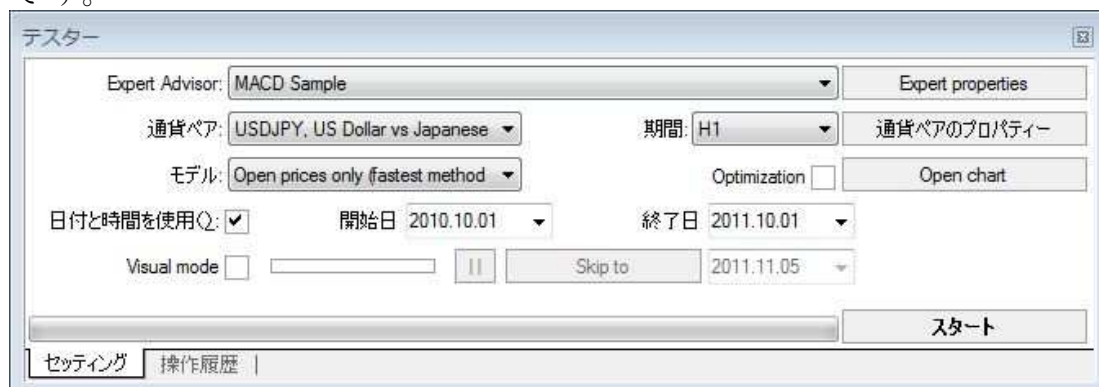 です。
テスター
Expert Advisor: MACD Sample Expert properties
通貨ペア: USDJPY, US Dollar vs Japanese 期間: H1 通貨ペアのプロパティー
モデル: Open prices only (fastest method Optimization Open chart
日付と時間を使用(): 開始日 2010.10.01 終了日 2011.10.01
Visual mode Skip to 2011.11.05
スタート
セッティング 操作履歴